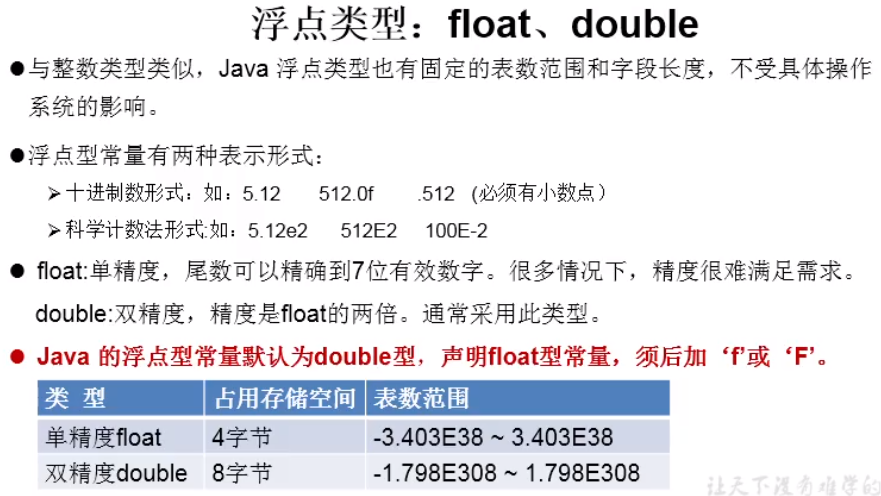 浮点类型：float、double
●与整数类型类似，Java 浮点类型也有固定的表数范围和字段长度，不受具体操作
系统的影响。
●浮点型常量有两种表示形式：
➢十进制数形式：如：5.12 512.0f .512 (必须有小数点）
➢科学计数法形式:如：5.12e2 512E2 100E-2
● float:单精度，尾数可以精确到7位有效数字。很多情况下，精度很难满足需求。
double:双精度，精度是float的两倍。通常采用此类型。
● Java 的浮点型常量默认为double型，声明float型常量，须后加‘f’或‘F’。
类 型 占用存储空间 表数范围
单精度float 4字节 -3.403E38 ~ 3.403E38
双精度double 8字节 -1.798E308 ~ 1.798E308
让天下没有难学的